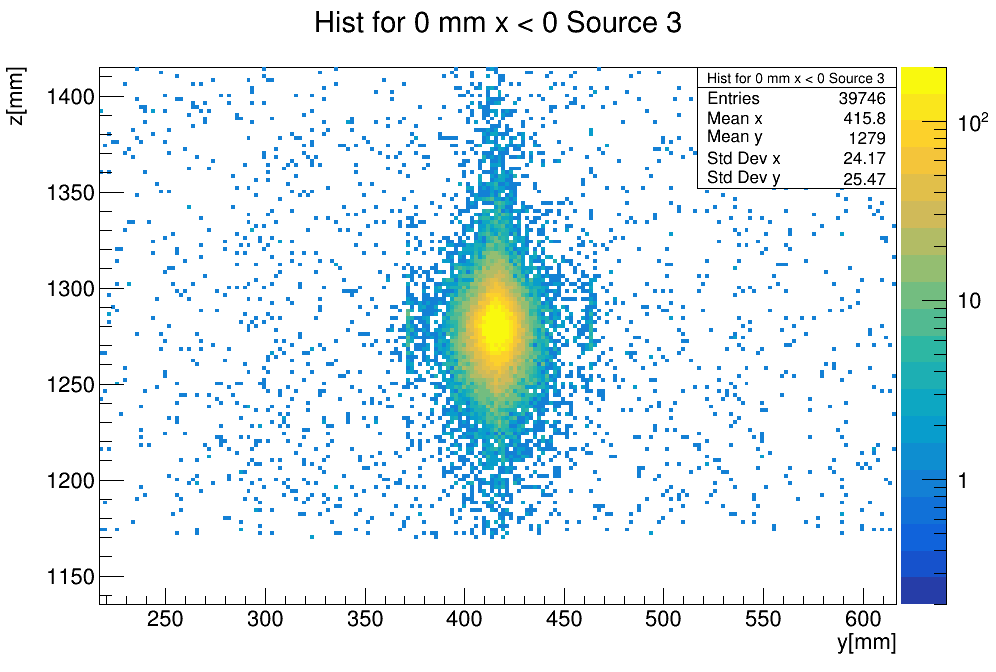 Hist for 0 mm x < 0 Source 3
z[mm]
Hist for 0 mm x < 0 Source 3
Entries 39746
Mean x 415.8
Mean y 1279
Std Dev x 24.17
Std Dev y 25.47
1400
1350
1300
1250
1200
1150
10²
10
1
250 300 350 400 450 500 550 600
y[mm]